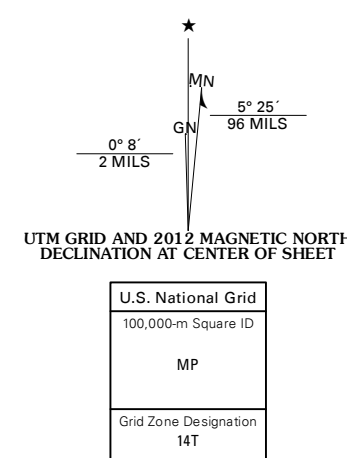 MN
5° 25´
96 MILS
GN
0° 8´
2 MILS
UTM GRID AND 2012 MAGNETIC NORTH
DECLINATION AT CENTER OF SHEET
U.S. National Grid
100,000-m Square ID
MP
Grid Zone Designation
14T